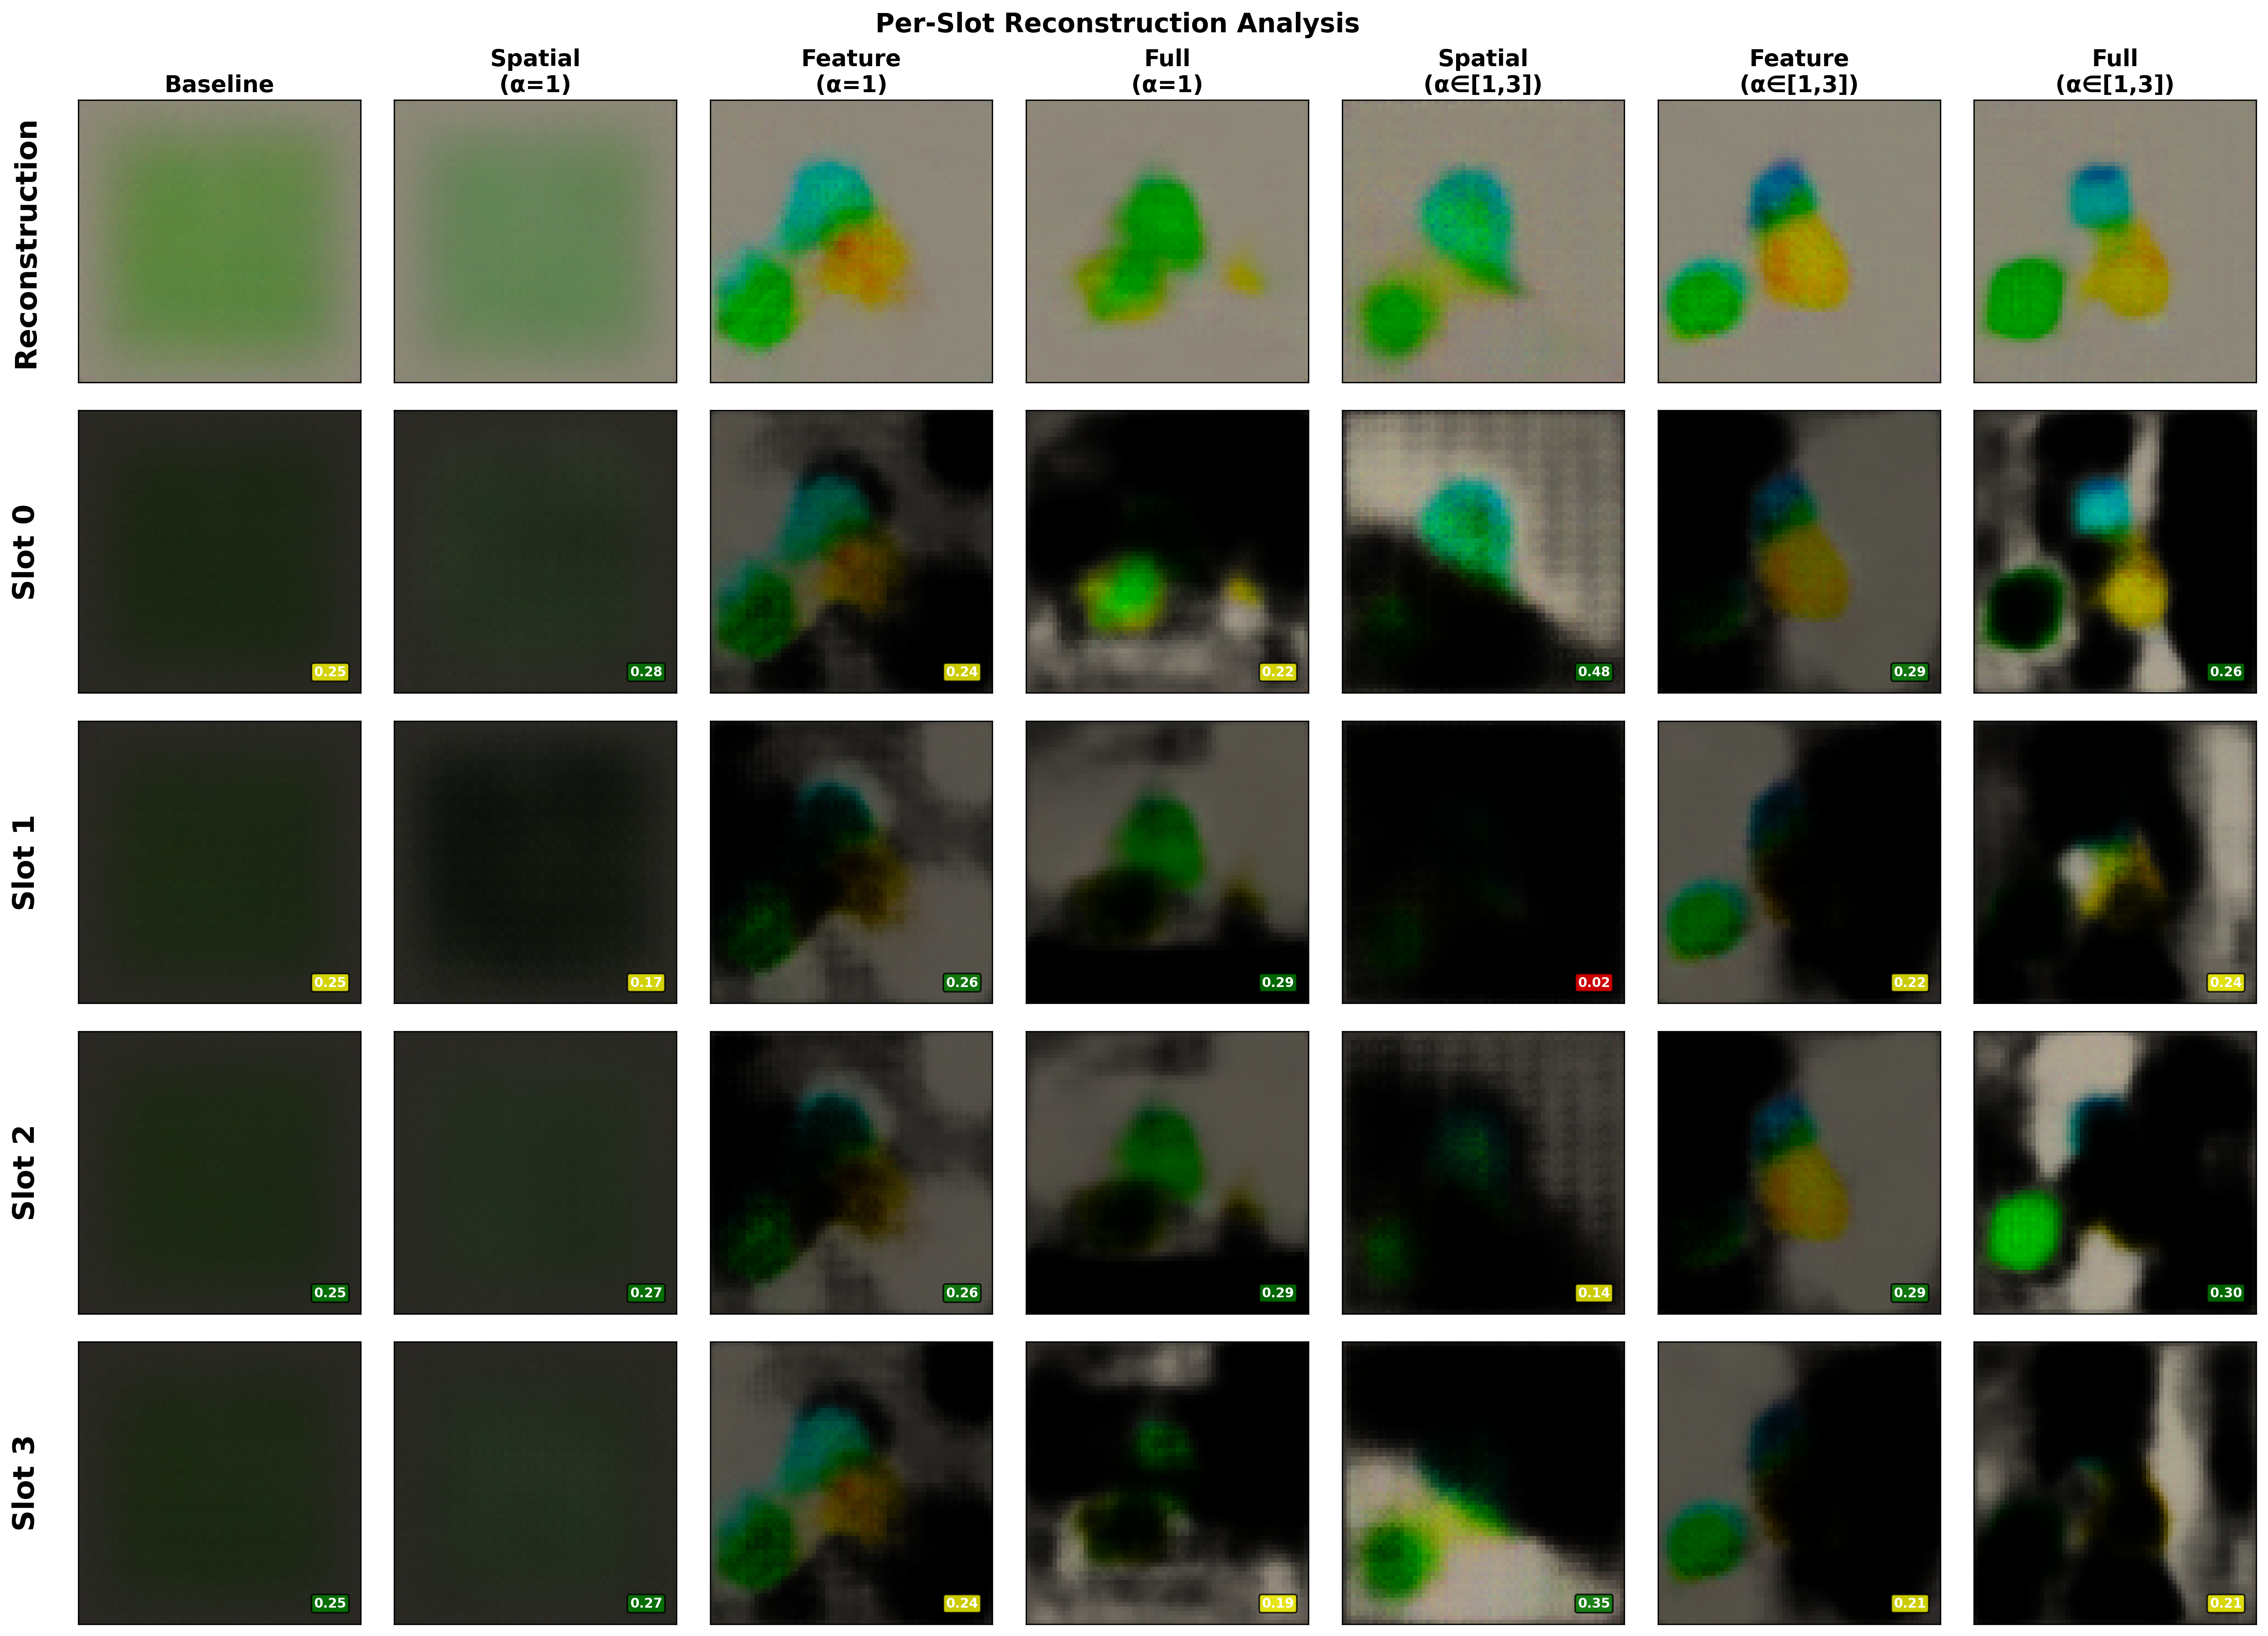 Per-Slot Reconstruction Analysis
Baseline
Spatial
(α=1)
Feature
(α=1)
Full
(α=1)
Spatial
(α∈[1,3])
Feature
(α∈[1,3])
Full
(α∈[1,3])
Reconstruction
Slot 0
0.25
0.28
0.24
0.22
0.48
0.29
0.26
Slot 1
0.25
0.17
0.26
0.29
0.02
0.22
0.24
Slot 2
0.25
0.27
0.26
0.29
0.14
0.29
0.30
Slot 3
0.25
0.27
0.24
0.19
0.35
0.21
0.21